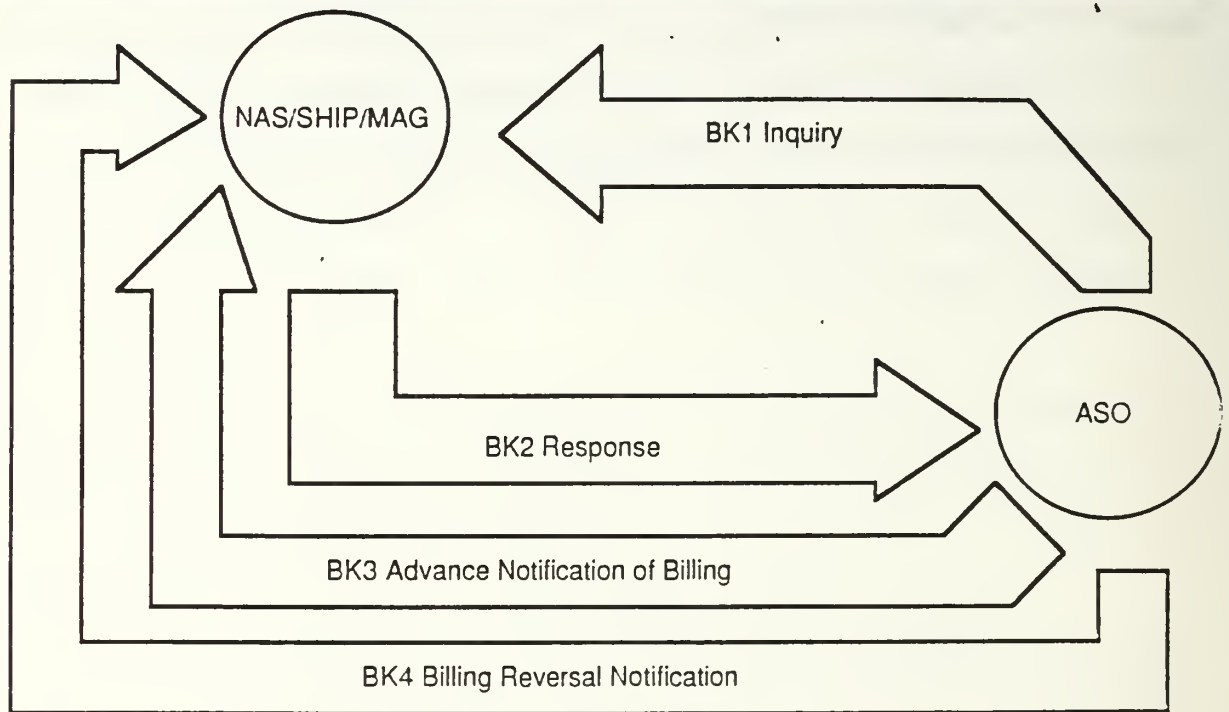 NAS/SHIP/MAG
BK1 Inquiry
ASO
BK2 Response
BK3 Advance Notification of Billing
BK4 Billing Reversal Notification